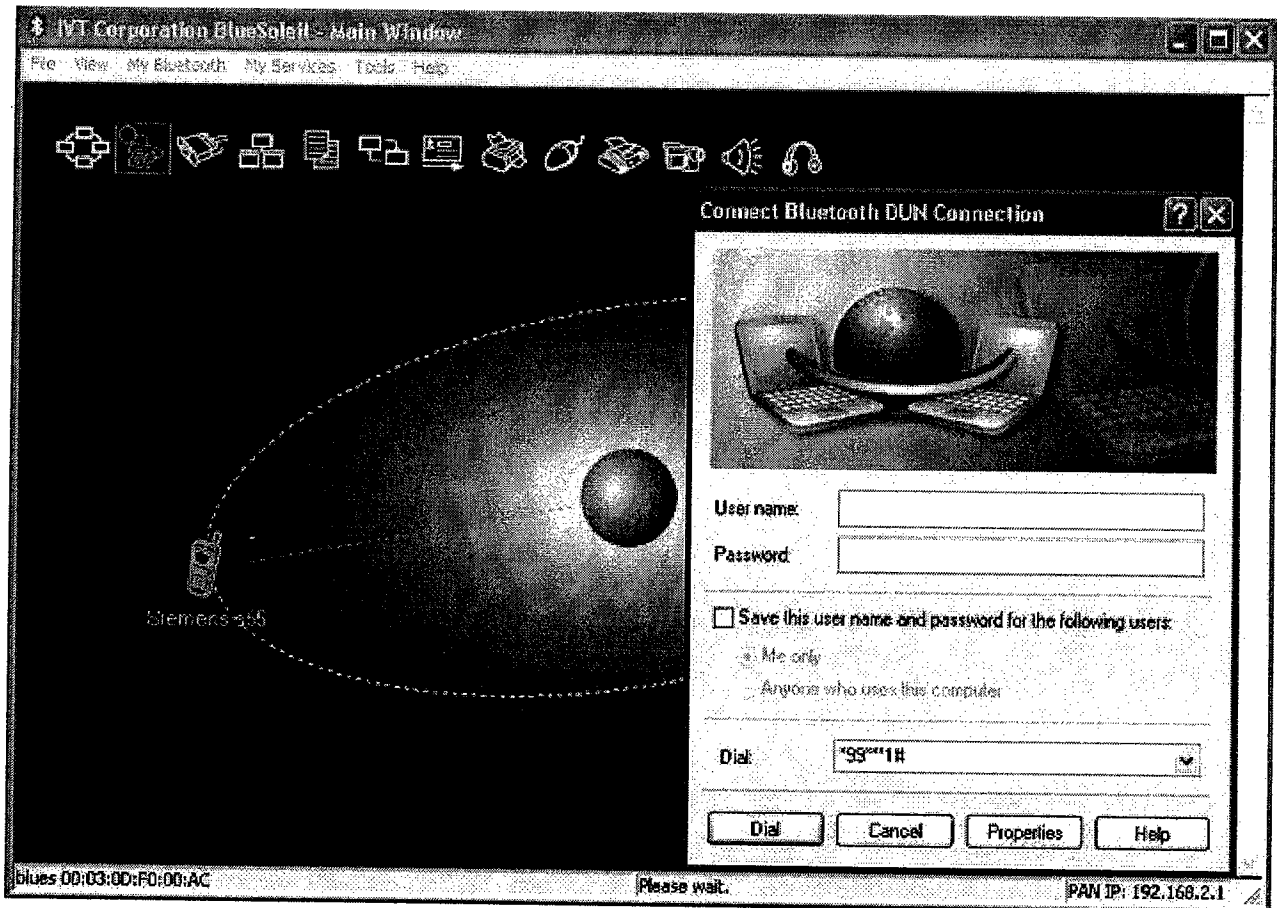 IVT Corporation BlueSoleil - Main Window
File View My Bluetooth My Services Tools Help
Connect Bluetooth DUN Connection
User name:
Password:
Siemens s55
Save this user name and password for the following users:
Me only
Anyone who uses this computer
Dial:
*99***1#
Dial Cancel Properties Help
blues 00:03:0D:F0:00:AC
Please wait.
PAN IP: 192.168.2.1